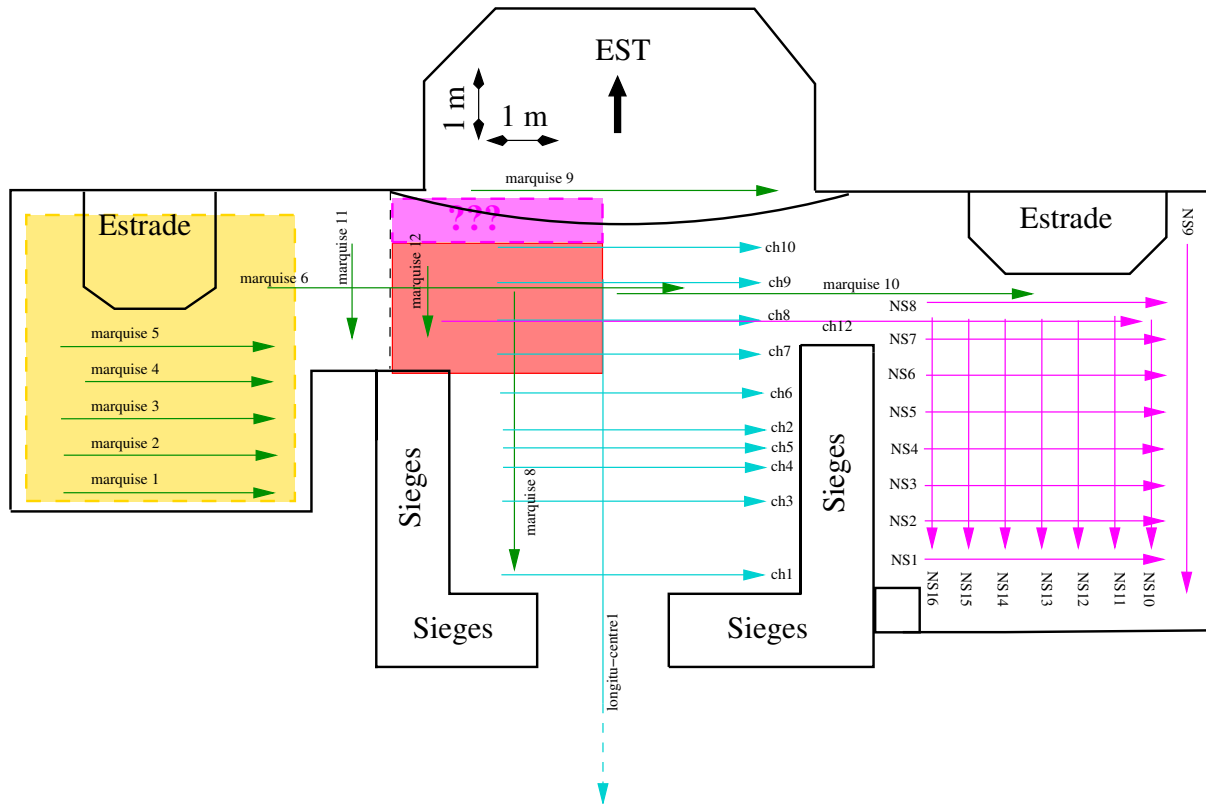 EST
1 m
1 m
marquise 9
Estrade
???
Estrade
marquise 11
marquise 12
NS9
ch10
marquise 6
ch9
marquise 10
NS8
ch8
ch12
marquise 5
NS7
ch7
marquise 4
NS6
ch6
marquise 3
NS5
ch2
marquise 2
ch5
NS4
ch4
marquise 1
Sieges
marquise 8
Sieges
NS3
ch3
NS2
NS1
ch1
NS16
NS15
NS14
NS13
NS12
NS11
NS10
Sieges
Sieges
longitu-centre1